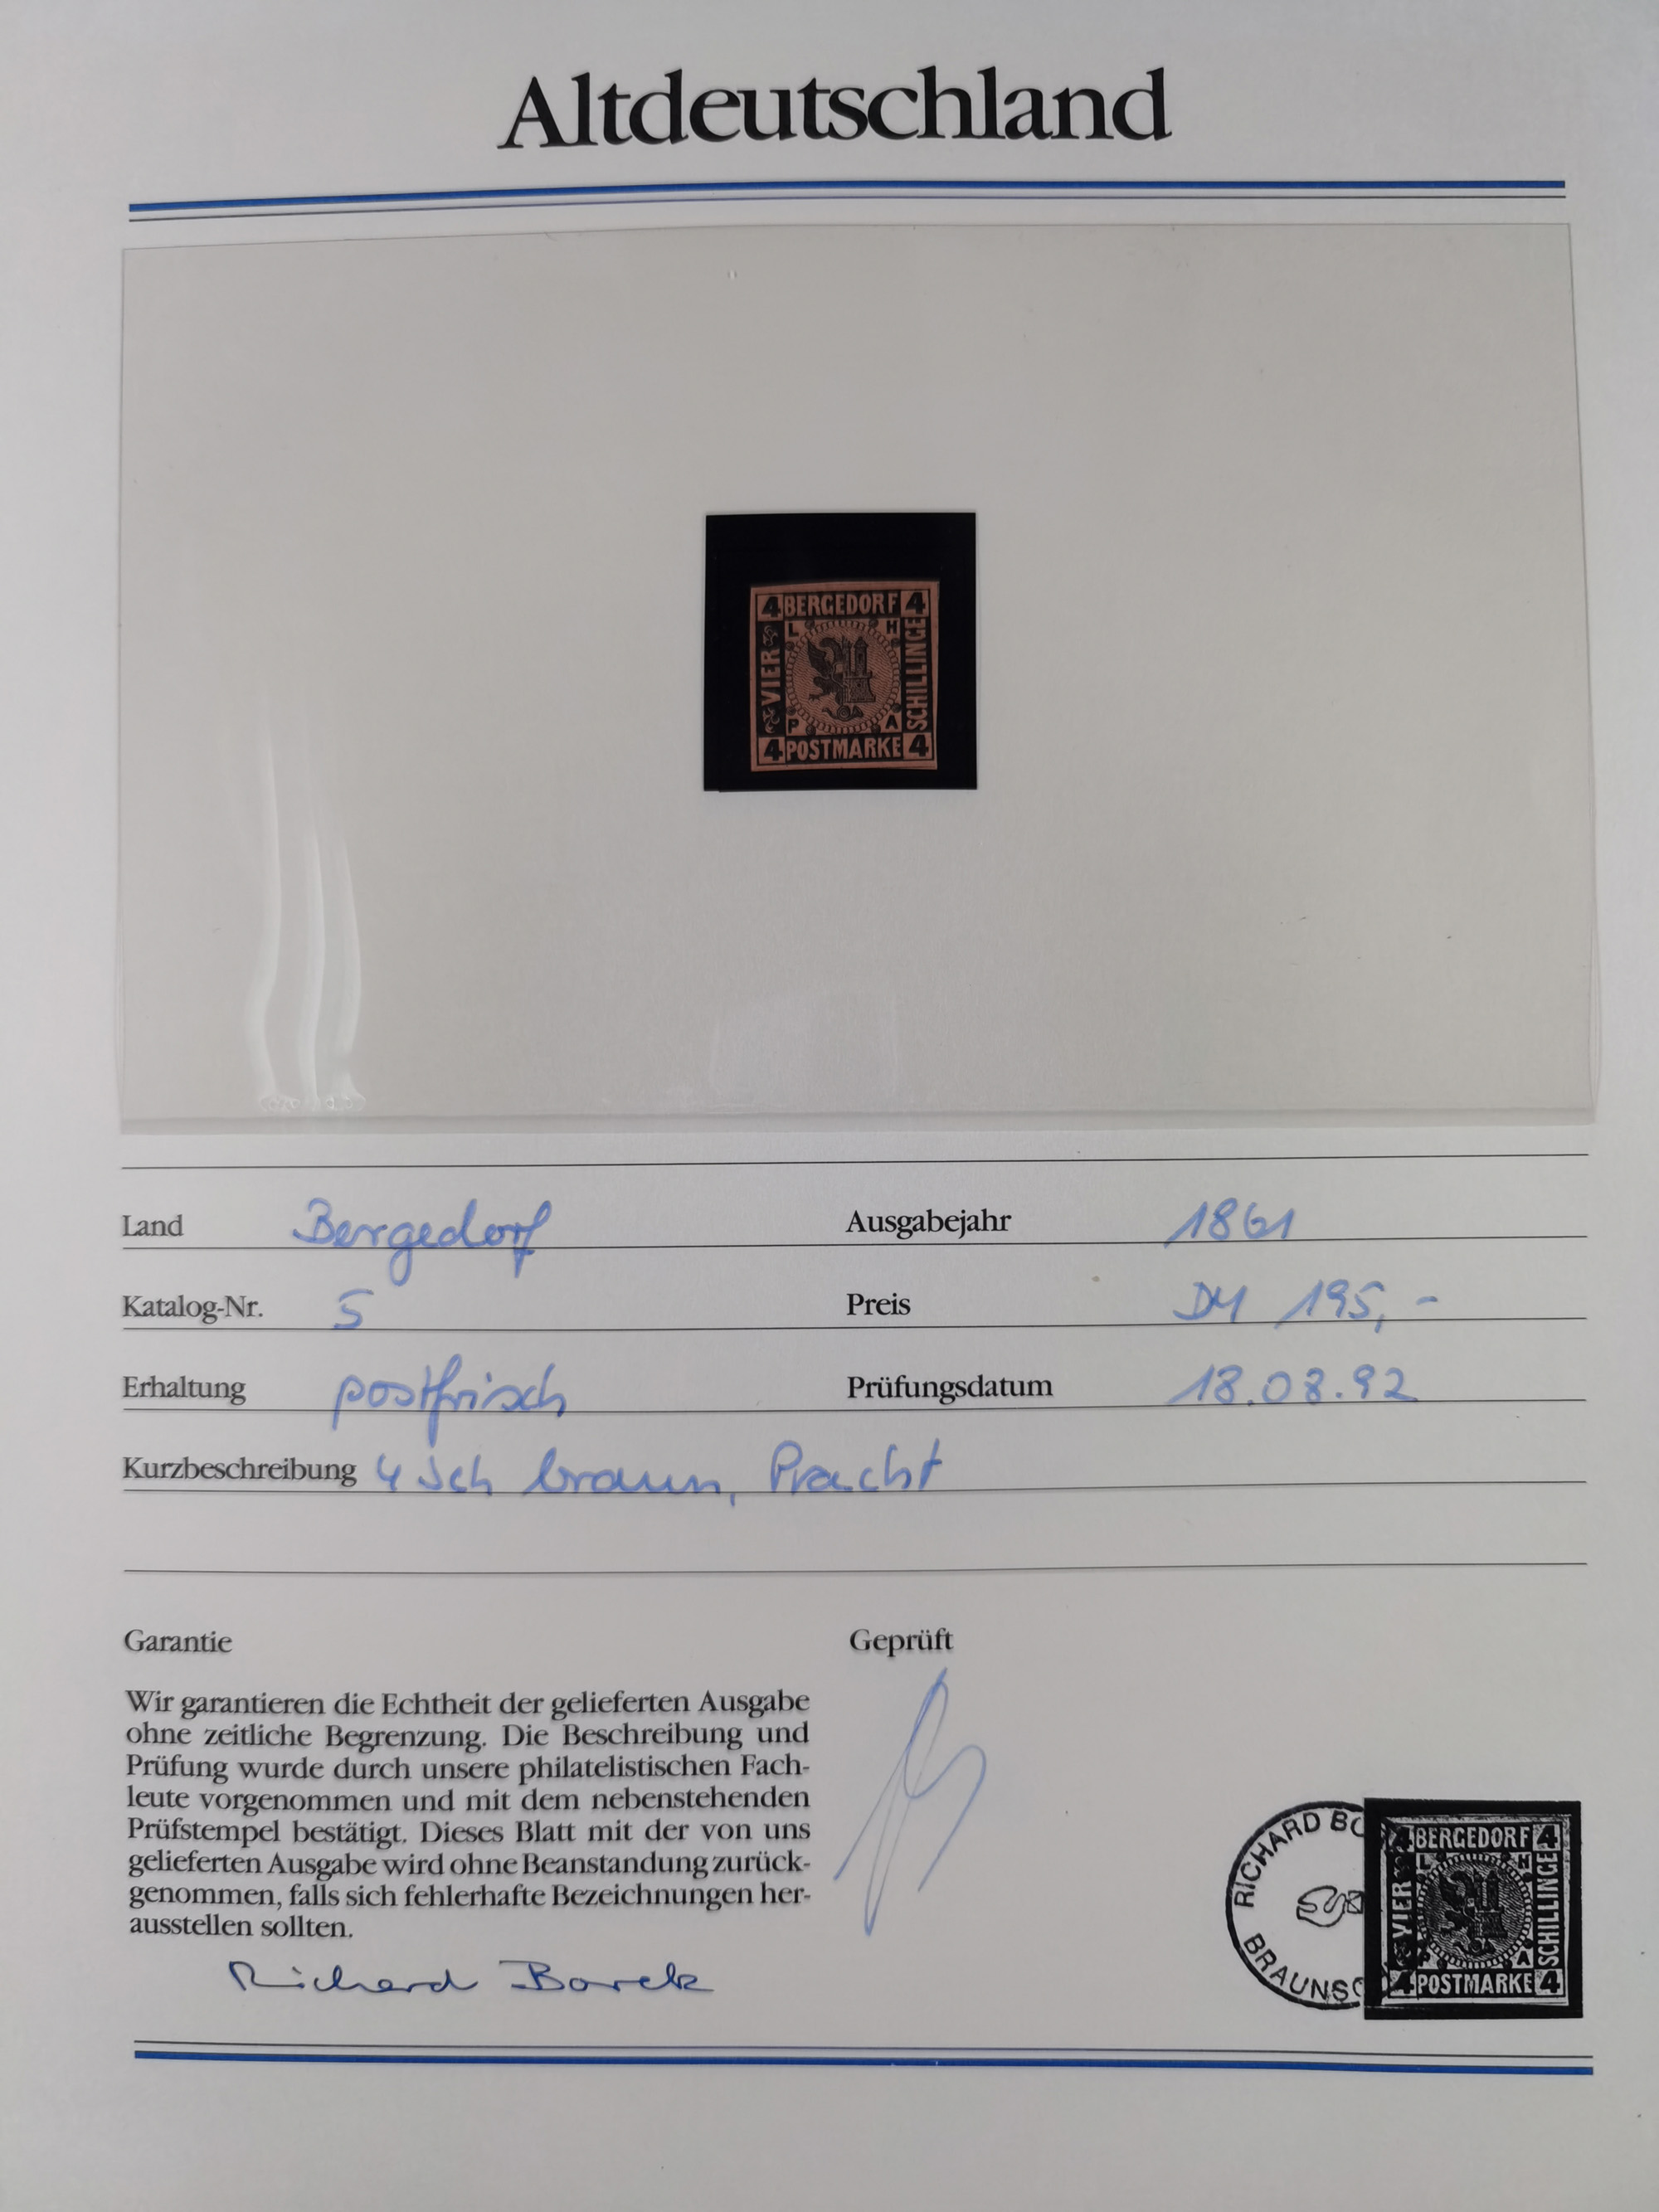 Altdeutschland
4 BERGEDORF 4
L H
VIER
SCHILLINGE
P A
4 POSTMARKE 4
Land Bergedorf Ausgabejahr 1861
Katalog-Nr. 5 Preis DM 195,-
Erhaltung postfrisch Prüfungsdatum 18.08.92
Kurzbeschreibung 4 Sch braun, Pracht
Garantie Geprüft
Wir garantieren die Echtheit der gelieferten Ausgabe
ohne zeitliche Begrenzung. Die Beschreibung und
Prüfung wurde durch unsere philatelistischen Fach-
leute vorgenommen und mit dem nebenstehenden
Prüfstempel bestätigt. Dieses Blatt mit der von uns
gelieferten Ausgabe wird ohne Beanstandung zurück-
genommen, falls sich fehlerhafte Bezeichnungen her-
ausstellen sollten.
Richard Borek
RICHARD BO
BRAUNSC
4 BERGEDORF 4
L H
VIER
SCHILLINGE
P A
4 POSTMARKE 4